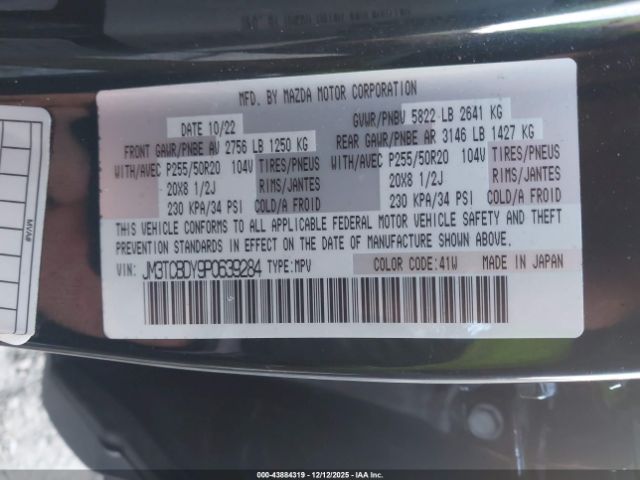 MFD. BY MAZDA MOTOR CORPORATION
DATE 10/22
GVWR/PNBV 5822 LB 2641 KG
FRONT GAWR/PNBE AV 2756 LB 1250 KG
REAR GAWR/PNBE AR 3146 LB 1427 KG
WITH/AVEC P255/50R20 104V TIRES/PNEUS
WITH/AVEC P255/50R20 104V TIRES/PNEUS
20X8 1/2J RIMS/JANTES
20X8 1/2J RIMS/JANTES
230 KPA/34 PSI COLD/A FROID
230 KPA/34 PSI COLD/A FROID
THIS VEHICLE CONFORMS TO ALL APPLICABLE FEDERAL MOTOR VEHICLE SAFETY AND THEFT
PREVENTION STANDARDS IN EFFECT ON THE DATE OF MANUFACTURE SHOWN ABOVE.
VIN: JM3TCBDY9P0639284 TYPE:MPV COLOR CODE:41W MADE IN JAPAN
MVAB
000-43884319 | 12/12/2025 - COPYRIGHT IAA, INC.